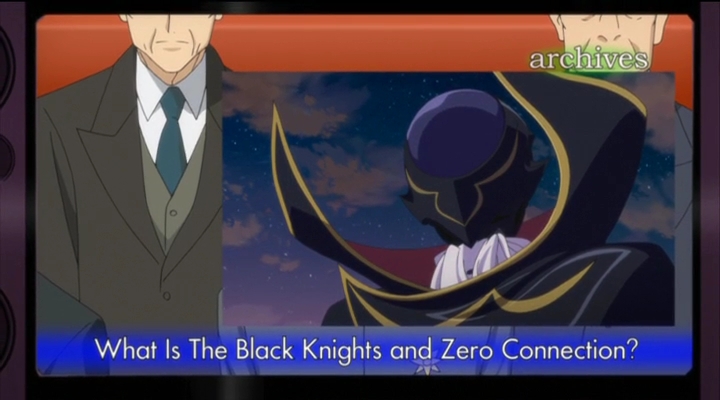 archives
What Is The Black Knights and Zero Connection?